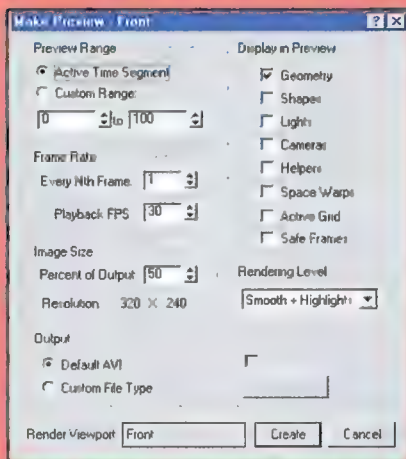 Make Preview - Front
Preview Range
Active Time Segment
Custom Range:
0 to 100
Frame Rate
Every Nth Frame: 1
Playback FPS 30
Image Size
Percent of Output: 50
Resolution 320 X 240
Output
Default AVI
Custom File Type
Display in Preview
Geometry
Shapes
Lights
Cameras
Helpers
Space Warps
Active Grid
Safe Frames
Rendering Level
Smooth + Highlights
Render Viewport Front
Create
Cancel